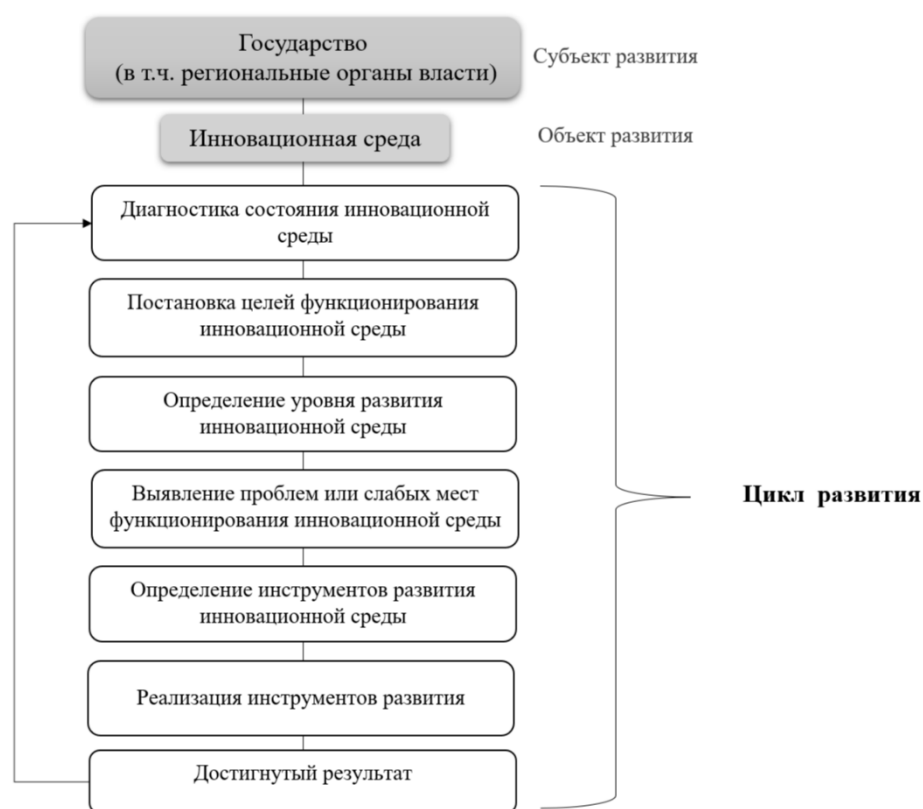 Государство
(в т.ч. региональные органы власти)
Субъект развития
Инновационная среда
Объект развития
Диагностика состояния инновационной
среды
Постановка целей функционирования
инновационной среды
Определение уровня развития
инновационной среды
Выявление проблем или слабых мест
функционирования инновационной среды
Цикл развития
Определение инструментов развития
инновационной среды
Реализация инструментов развития
Достигнутый результат